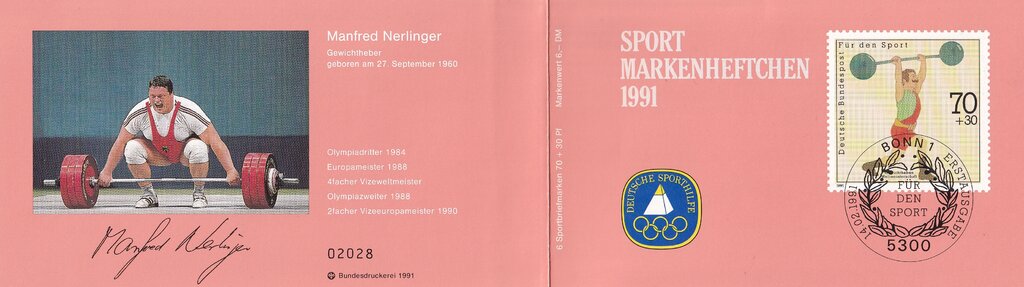 Manfred Nerlinger
Gewichtheber
geboren am 27. September 1960
Olympiadritter 1984
Europameister 1988
4facher Vizeweltmeister
Olympiazweiter 1988
2facher Vizeeuropameister 1990
Manfred Nerlinger
02028
Bundesdruckerei 1991
6 Sportbriefmarken 70 + 30 Pf Markenwert 6,– DM
SPORT
MARKENHEFTCHEN
1991
DEUTSCHE SPORTHILFE
Für den Sport
Deutsche Bundespost
70
+30
BONN 1
ERSTAUSGABE
14.02.1991
FÜR
DEN
SPORT
5300